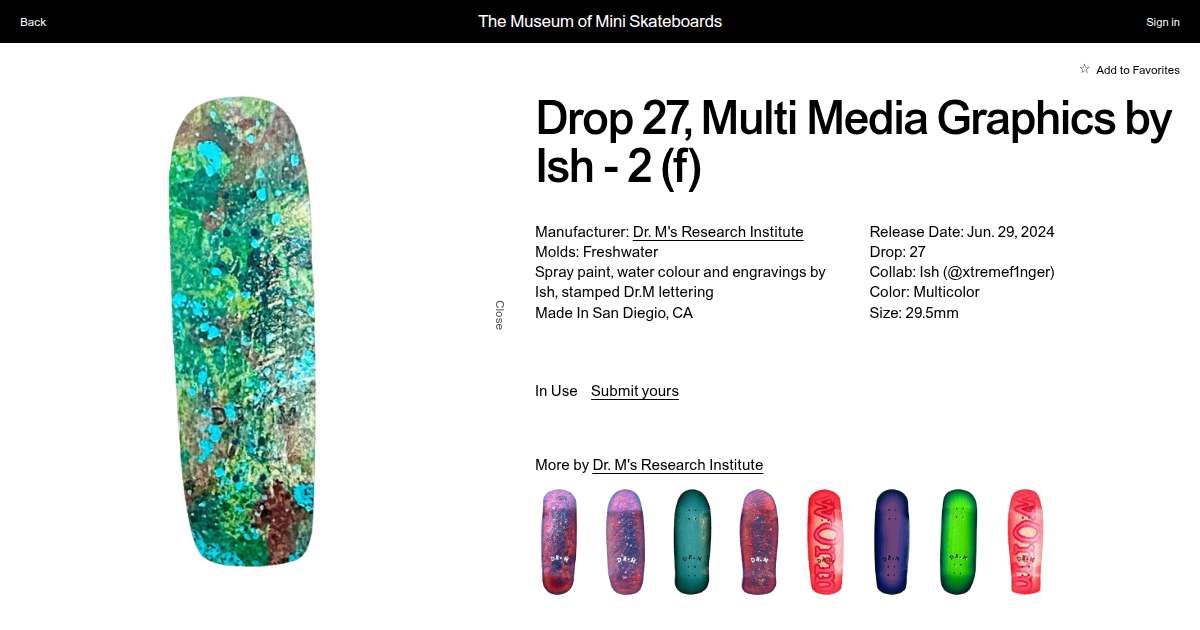 Back
The Museum of Mini Skateboards
Sign in
☆ Add to Favorites
Drop 27, Multi Media Graphics by
Ish - 2 (f)
Manufacturer: Dr. M's Research Institute
Molds: Freshwater
Spray paint, water colour and engravings by
Ish, stamped Dr.M lettering
Made In San Diegio, CA
Release Date: Jun. 29, 2024
Drop: 27
Collab: Ish (@xtremef1nger)
Color: Multicolor
Size: 29.5mm
Close
In Use Submit yours
More by Dr. M's Research Institute